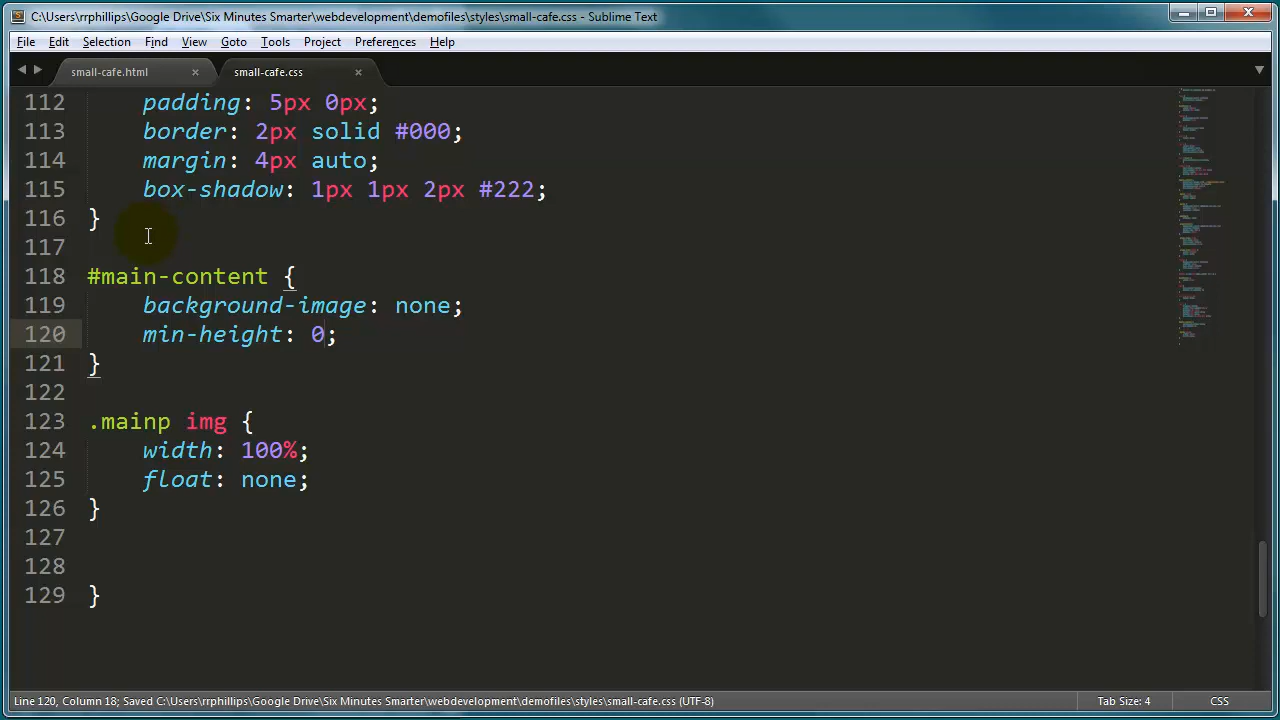 C:\Users\rrphillips\Google Drive\Six Minutes Smarter\webdevelopment\demofiles\styles\small-cafe.css - Sublime Text
File Edit Selection Find View Goto Tools Project Preferences Help
small-cafe.html × small-cafe.css ×
112 padding: 5px 0px;
113 border: 2px solid #000;
114 margin: 4px auto;
115 box-shadow: 1px 1px 2px #222;
116 }
117
118 #main-content {
119 background-image: none;
120 min-height: 0;
121 }
122
123 .mainp img {
124 width: 100%;
125 float: none;
126 }
127
128
129 }
Line 120, Column 18; Saved C:\Users\rrphillips\Google Drive\Six Minutes Smarter\webdevelopment\demofiles\styles\small-cafe.css (UTF-8) Tab Size: 4 CSS